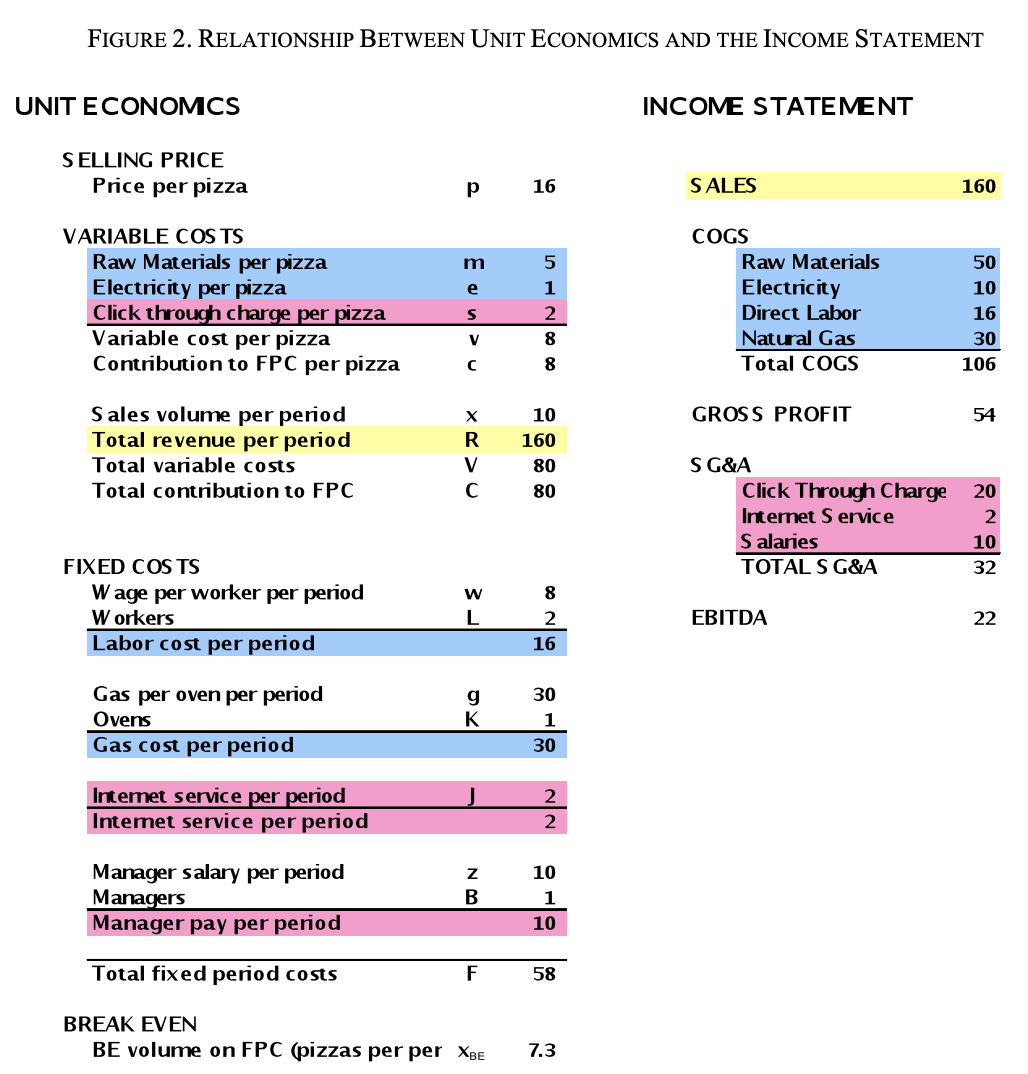 FIGURE 2. RELATIONSHIP BETWEEN UNIT ECONOMICS AND THE INCOME STATEMENT
UNIT ECONOMICS
SELLING PRICE
Price per pizza p 16
VARIABLE COSTS
Raw Materials per pizza m 5
Electricity per pizza e 1
Click through charge per pizza s 2
Variable cost per pizza v 8
Contribution to FPC per pizza c 8
Sales volume per period x 10
Total revenue per period R 160
Total variable costs V 80
Total contribution to FPC C 80
FIXED COSTS
Wage per worker per period w 8
Workers L 2
Labor cost per period 16
Gas per oven per period g 30
Ovens K 1
Gas cost per period 30
Internet service per period J 2
Internet service per period 2
Manager salary per period z 10
Managers B 1
Manager pay per period 10
Total fixed period costs F 58
BREAK EVEN
BE volume on FPC (pizzas per per xBE 7.3
INCOME STATEMENT
SALES 160
COGS
Raw Materials 50
Electricity 10
Direct Labor 16
Natural Gas 30
Total COGS 106
GROSS PROFIT 54
SG&A
Click Through Charge 20
Internet Service 2
Salaries 10
TOTAL SG&A 32
EBITDA 22